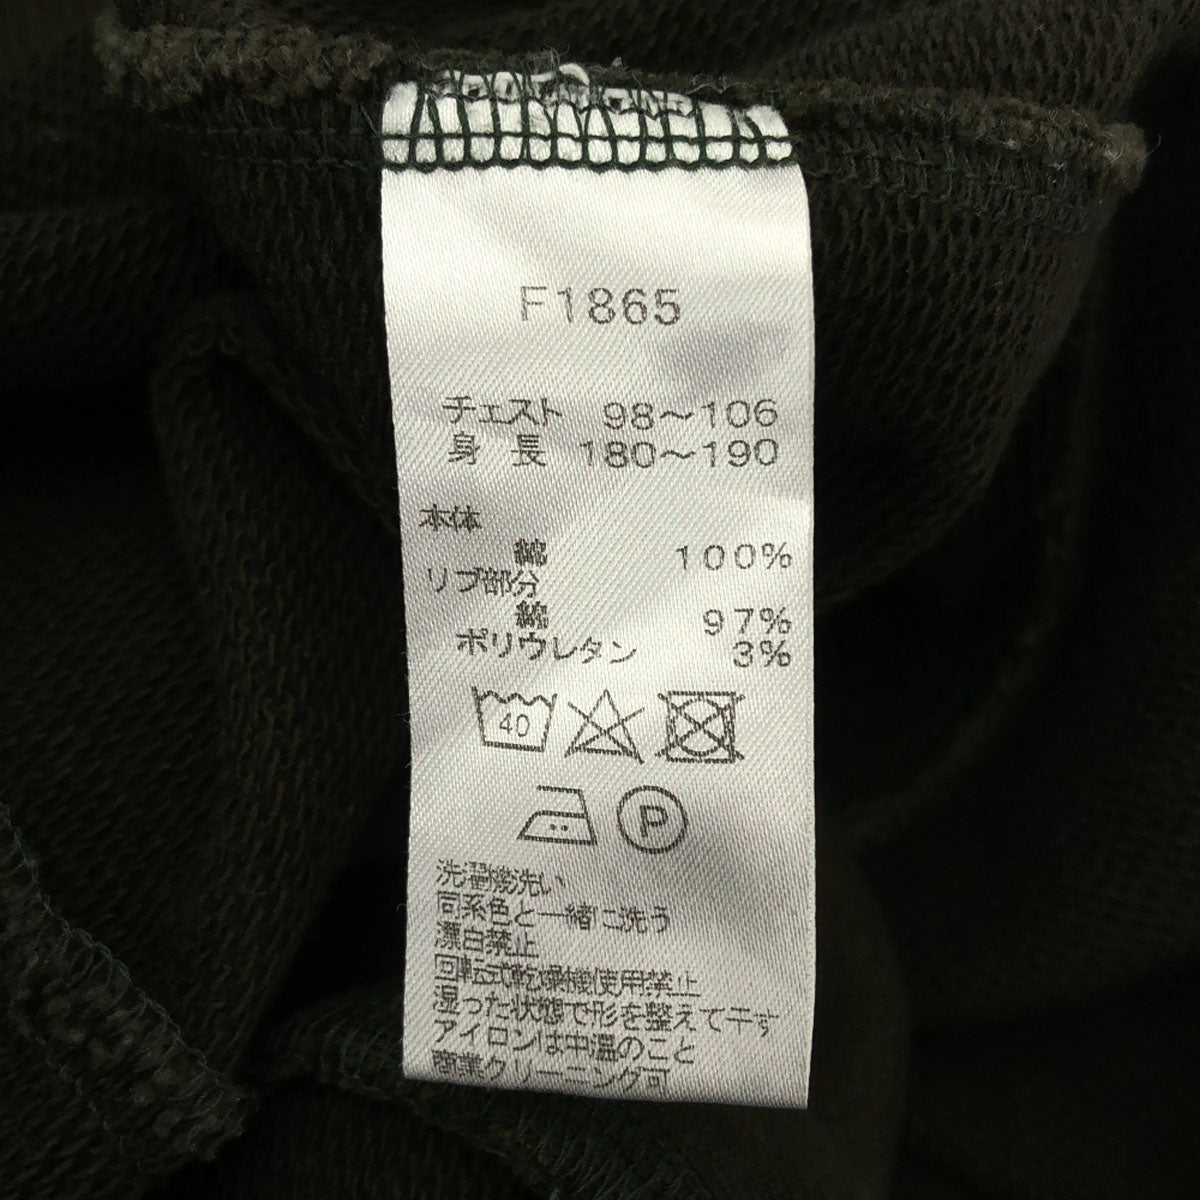 F1865
チェスト 98～106
身 長 180～190
本体
綿 100%
リブ部分
綿 97%
ポリウレタン 3%
40
P
洗濯機洗い
同系色と一緒に洗う
漂白禁止
回転式乾燥機使用禁止
湿った状態で形を整えて干す
アイロンは中温のこと
商業クリーニング可